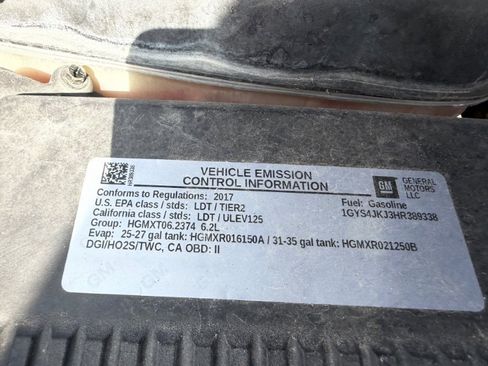 HR389338
VEHICLE EMISSION
CONTROL INFORMATION
GM
GENERAL
MOTORS
LLC
Conforms to Regulations: 2017
U.S. EPA class / stds: LDT / TIER2
Fuel: Gasoline
California class / stds: LDT / ULEV125
1GYS4JKJ3HR389338
Group: HGMXT06.2374 6.2L
Evap: 25-27 gal tank: HGMXR016150A / 31-35 gal tank: HGMXR021250B
DGI/HO2S/TWC, CA OBD: II